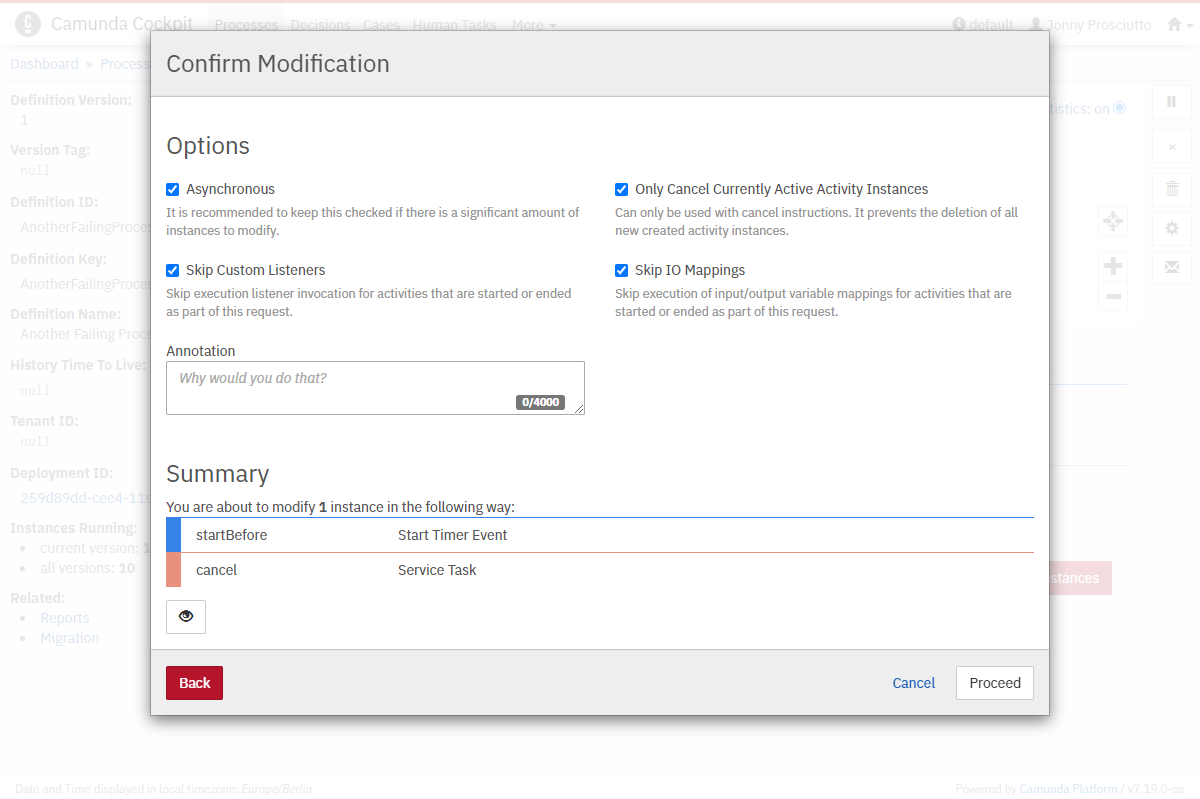 Camunda Cockpit
Processes Decisions Cases Human Tasks More
default Jonny Prosciutto
Dashboard » Process
Confirm Modification
Definition Version:
1
Version Tag:
null
Definition ID:
AnotherFailingProces
Definition Key:
AnotherFailingProces
Definition Name:
Another Failing Proce
History Time To Live:
null
Tenant ID:
null
Deployment ID:
259d89dd-cee4-11
Instances Running:
current version: 1
all versions: 10
Related:
Reports
Migration
tistics: on
Options
Asynchronous
It is recommended to keep this checked if there is a significant amount of
instances to modify.
Only Cancel Currently Active Activity Instances
Can only be used with cancel instructions. It prevents the deletion of all
new created activity instances.
Skip Custom Listeners
Skip execution listener invocation for activities that are started or ended
as part of this request.
Skip IO Mappings
Skip execution of input/output variable mappings for activities that are
started or ended as part of this request.
Annotation
Why would you do that?
0/4000
Summary
You are about to modify 1 instance in the following way:
startBefore Start Timer Event
cancel Service Task
stances
Back Cancel Proceed
Date and Time displayed in local timezone: Europe/Berlin
Powered by Camunda Platform / v7.19.0-ee